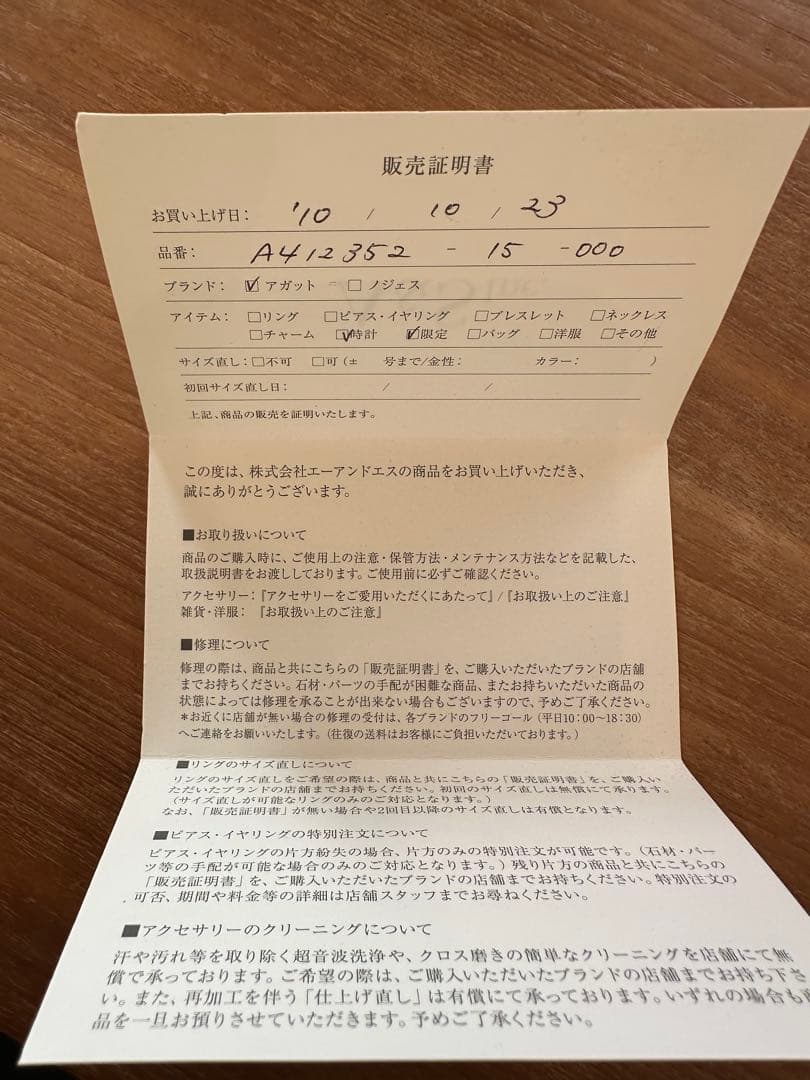 販売証明書
お買い上げ日: '10 / 10 / 23
品番: A412352 - 15 - 000
ブランド: ☑ アガット □ ノジェス
アイテム: □リング □ピアス・イヤリング □ブレスレット □ネックレス
□チャーム ☑時計 ☑限定 □バッグ □洋服 □その他
サイズ直し: □不可 □可 (± 号まで/金性: カラー: )
初回サイズ直し日: / /
上記、商品の販売を証明いたします。
この度は、株式会社エーアンドエスの商品をお買い上げいただき、
誠にありがとうございます。
■お取り扱いについて
商品のご購入時に、ご使用上の注意・保管方法・メンテナンス方法などを記載した、
取扱説明書をお渡ししております。ご使用前に必ずご確認ください。
アクセサリー:『アクセサリーをご愛用いただくにあたって』/『お取扱い上のご注意』
雑貨・洋服: 『お取扱い上のご注意』
■修理について
修理の際は、商品と共にこちらの「販売証明書」を、ご購入いただいたブランドの店舗
までお持ちください。石材・パーツの手配が困難な商品、またお持ちいただいた商品の
状態によっては修理を承ることが出来ない場合もございますので、予めご了承ください。
*お近くに店舗が無い場合の修理の受付は、各ブランドのフリーコール(平日10:00〜18:30)
へご連絡をお願いいたします。(往復の送料はお客様にご負担いただいております。)
■リングのサイズ直しについて
リングのサイズ直しをご希望の際は、商品と共にこちらの「販売証明書」を、ご購入い
ただいたブランドの店舗までお持ちください。初回のサイズ直しは無償にて承ります。
(サイズ直しが可能なリングのみのご対応となります。)
なお、「販売証明書」が無い場合や2回目以降のサイズ直しは有償となります。
■ピアス・イヤリングの特別注文について
ピアス・イヤリングの片方紛失の場合、片方のみの特別注文が可能です。(石材・パー
ツ等の手配が可能な場合のみのご対応となります。)残り片方の商品と共にこちらの
「販売証明書」を、ご購入いただいたブランドの店舗までお持ちください。特別注文の
可否、期間や料金等の詳細は店舗スタッフまでお尋ねください。
■アクセサリーのクリーニングについて
汗や汚れ等を取り除く超音波洗浄や、クロス磨きの簡単なクリーニングを店舗にて無
償で承っております。ご希望の際は、ご購入いただいたブランドの店舗までお持ち下さ
い。また、再加工を伴う「仕上げ直し」は有償にて承っております。いずれの場合も
品を一旦お預りさせていただきます。予めご了承ください。